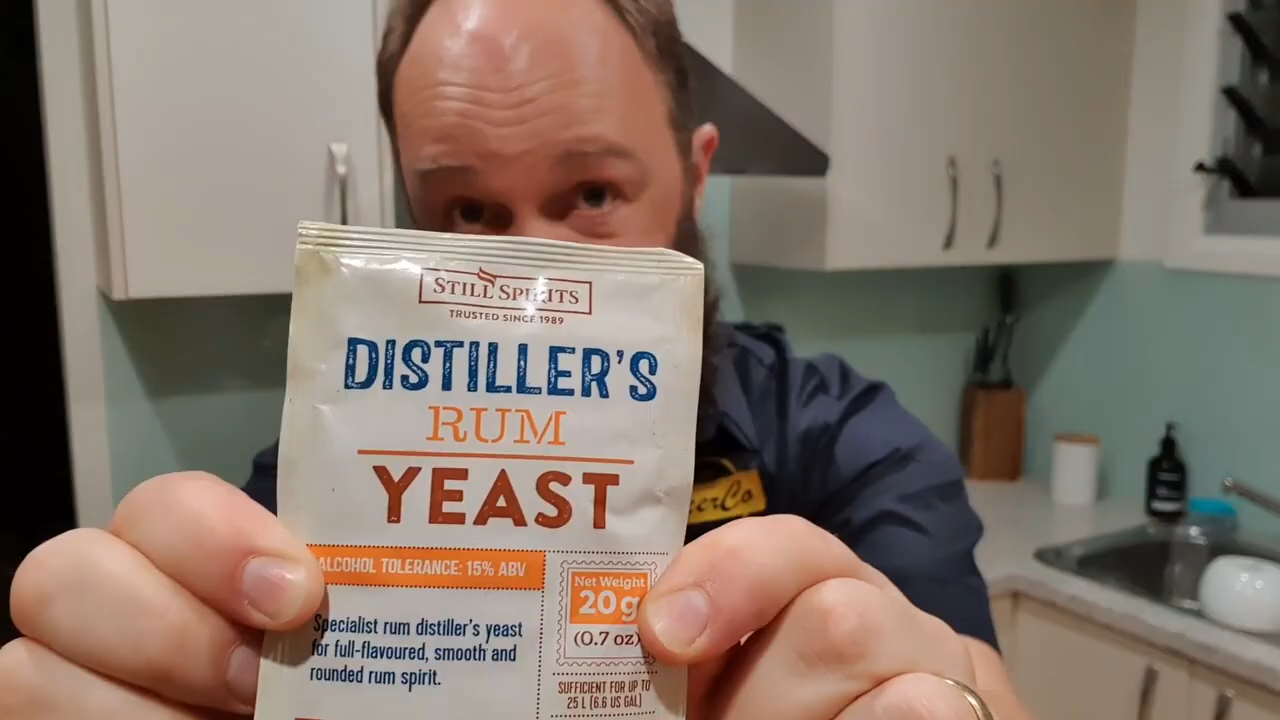 STILL SPIRITS
TRUSTED SINCE 1989
DISTILLER'S
RUM
YEAST
ALCOHOL TOLERANCE: 15% ABV
Specialist rum distiller's yeast
for full-flavoured, smooth and
rounded rum spirit.
Net Weight
20g
(0.7 oz)
SUFFICIENT FOR UP TO
25 L (6.6 US GAL)